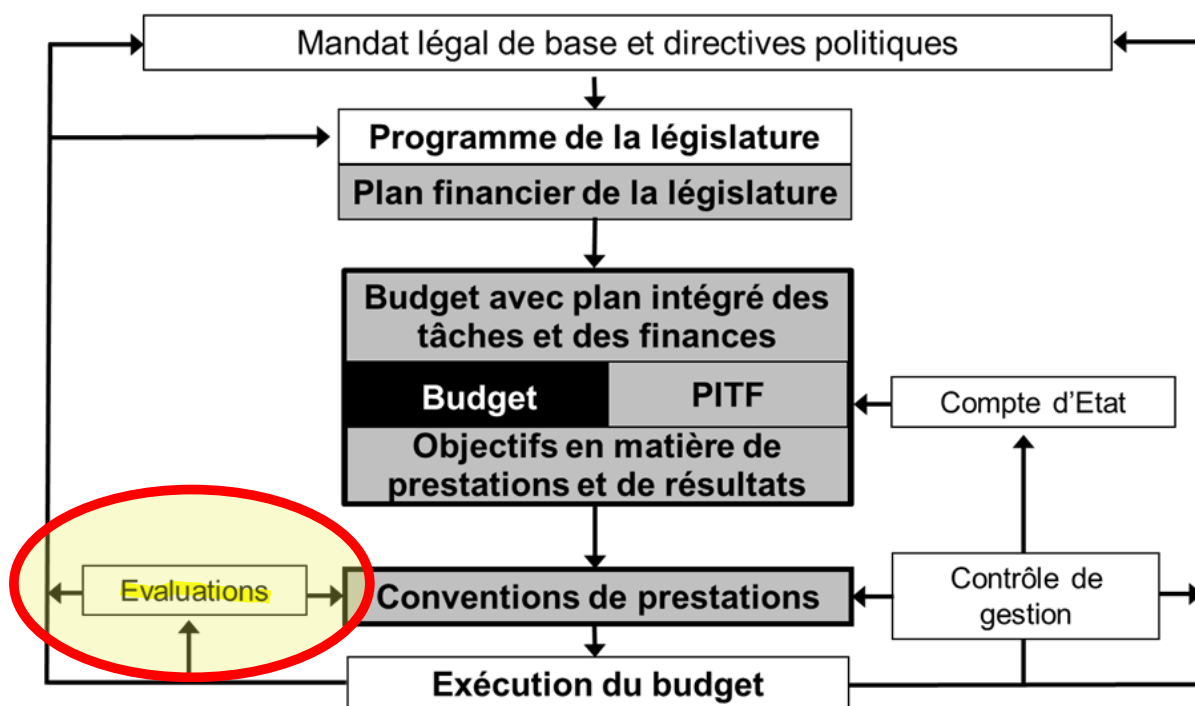 Mandat légal de base et directives politiques
Programme de la législature
Plan financier de la législature
Budget avec plan intégré des
tâches et des finances
Budget
PITF
Compte d'Etat
Objectifs en matière de
prestations et de résultats
Evaluations
Conventions de prestations
Contrôle de
gestion
Exécution du budget